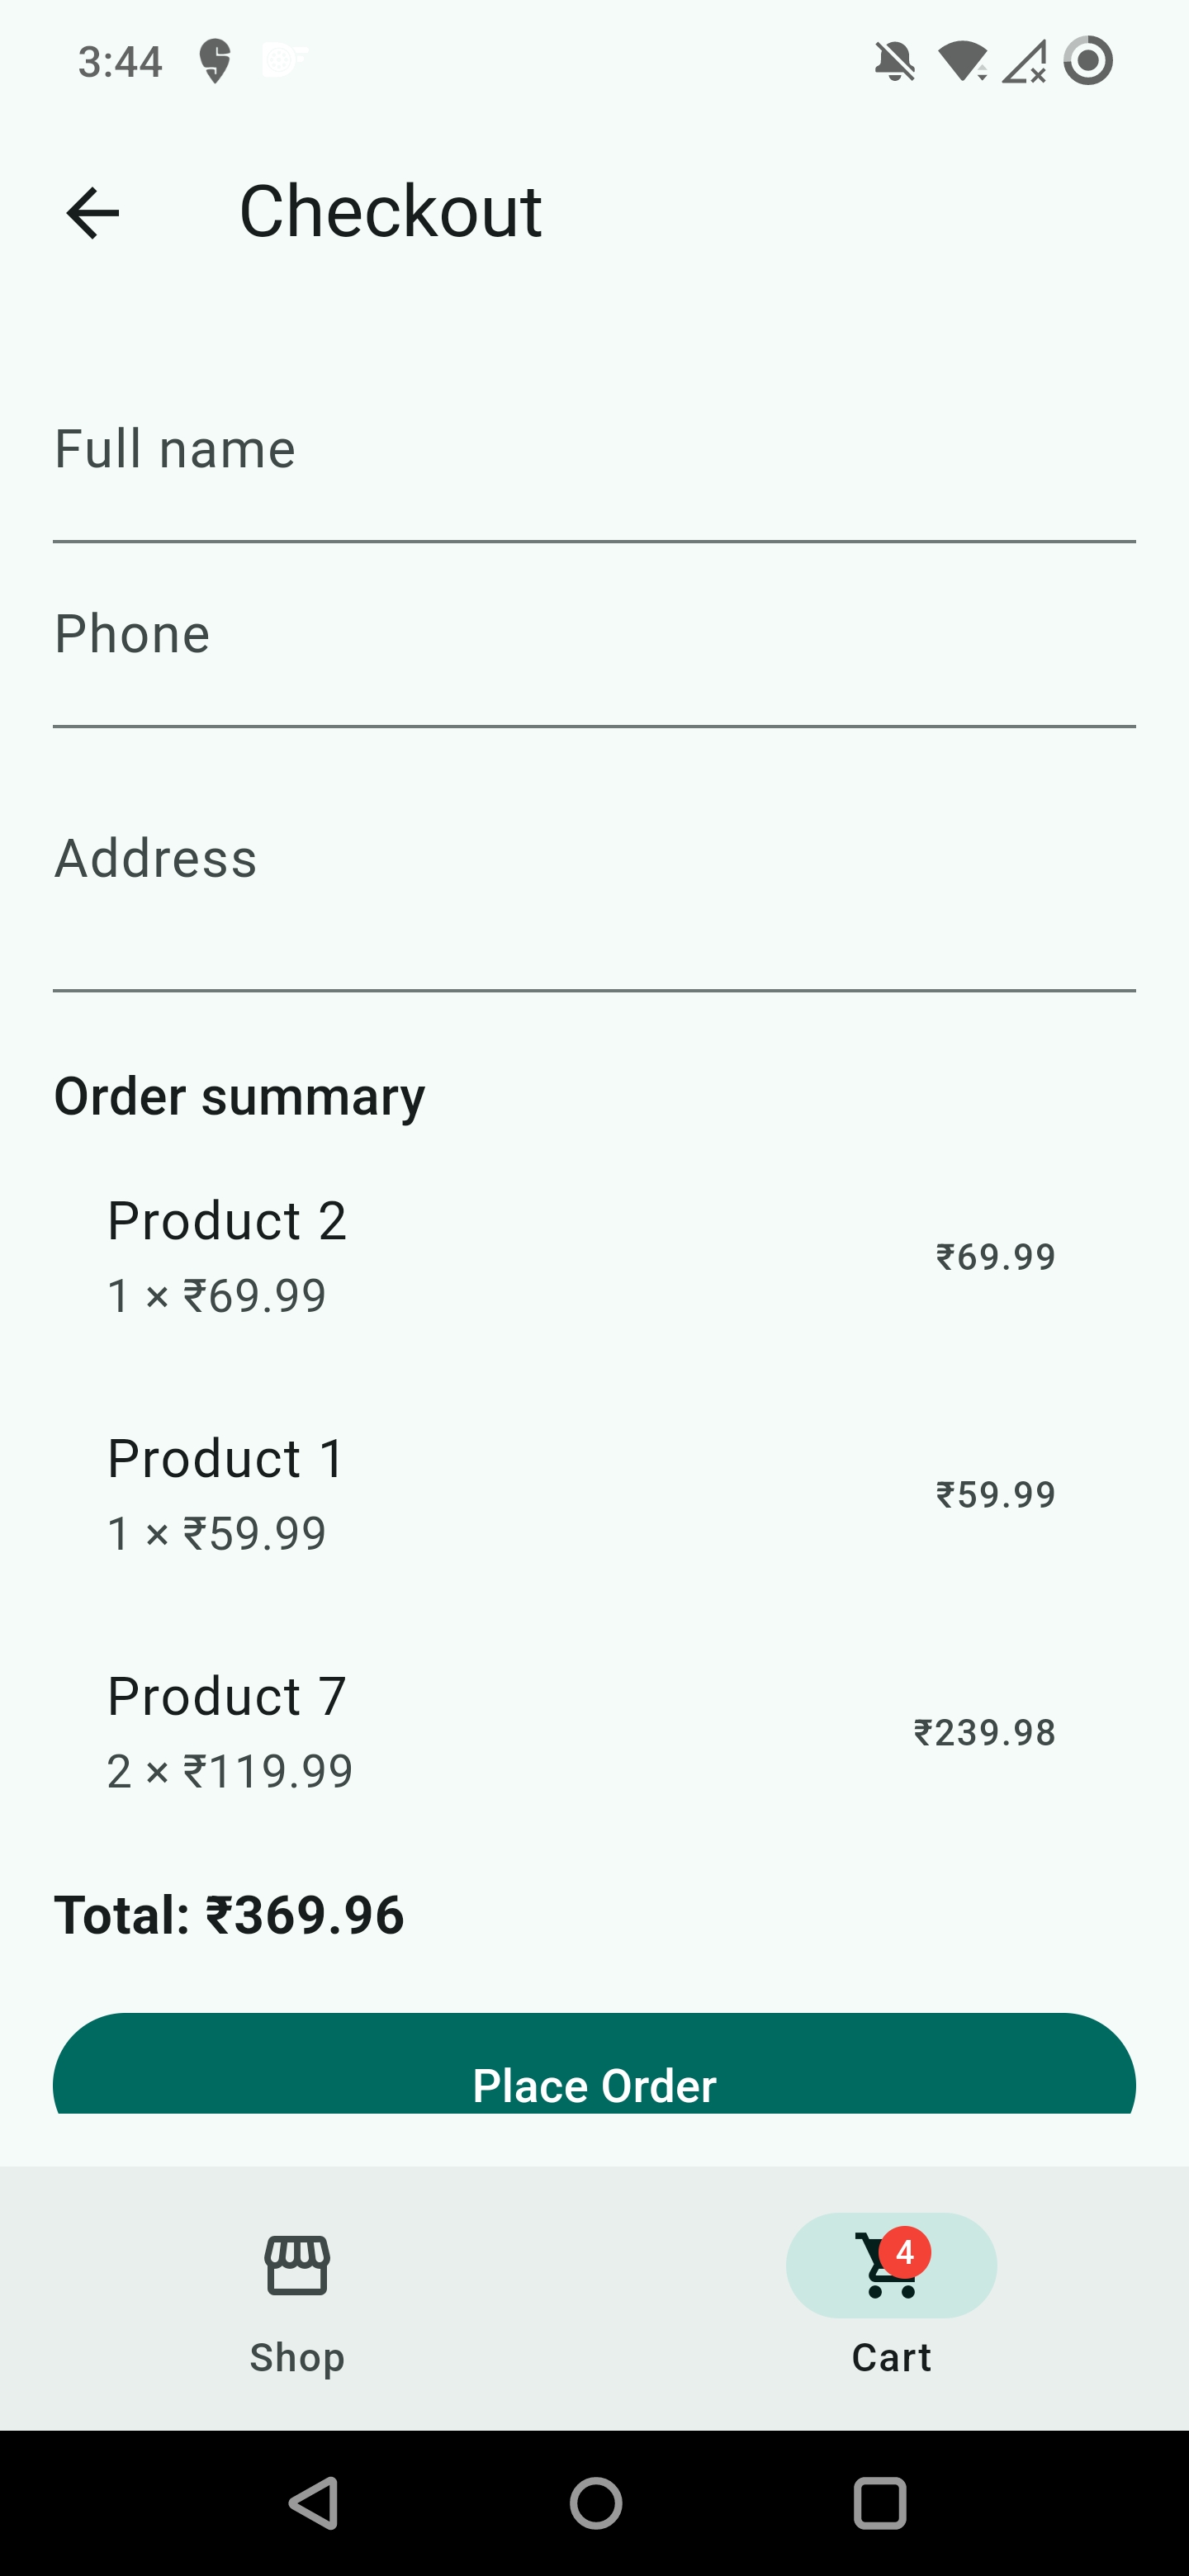 3:44
Checkout
Full name
Phone
Address
Order summary
Product 2
1 × ₹69.99
₹69.99
Product 1
1 × ₹59.99
₹59.99
Product 7
2 × ₹119.99
₹239.98
Total: ₹369.96
Place Order
4
Shop
Cart